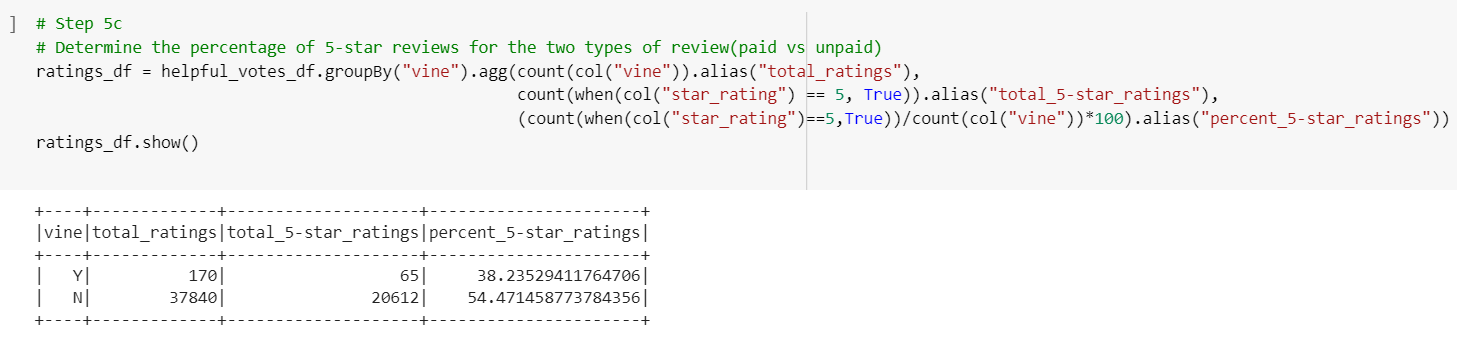 ] # Step 5c
# Determine the percentage of 5-star reviews for the two types of review(paid vs unpaid)
ratings_df = helpful_votes_df.groupBy("vine").agg(count(col("vine")).alias("total_ratings"),
count(when(col("star_rating") == 5, True)).alias("total_5-star_ratings"),
(count(when(col("star_rating")==5,True))/count(col("vine"))*100).alias("percent_5-star_ratings"))
ratings_df.show()
+----+-------------+--------------------+----------------------+
|vine|total_ratings|total_5-star_ratings|percent_5-star_ratings|
+----+-------------+--------------------+----------------------+
|   Y|          170|                  65|     38.23529411764706|
|   N|        37840|               20612|    54.471458773784356|
+----+-------------+--------------------+----------------------+